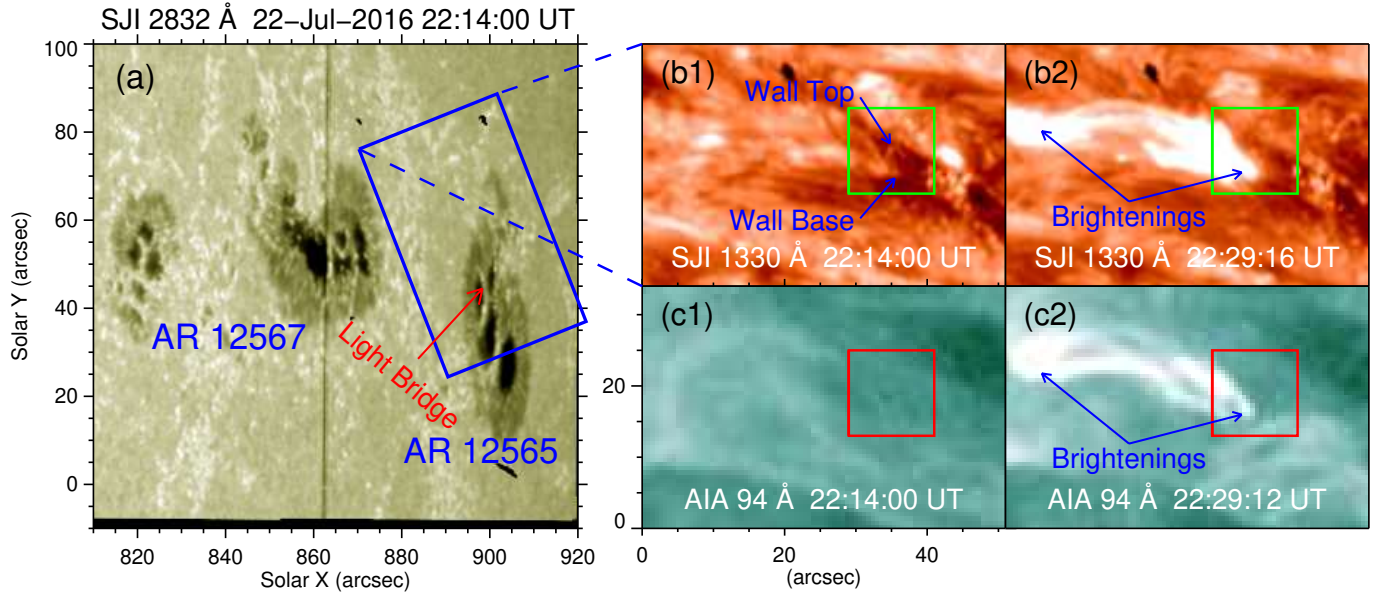 SJI 2832 Å 22−Jul−2016 22:14:00 UT
(a)
100
80
60
40
20
0
Solar Y (arcsec)
820 840 860 880 900 920
Solar X (arcsec)
AR 12567
Light Bridge
AR 12565
(b1)
Wall Top
Wall Base
SJI 1330 Å 22:14:00 UT
(b2)
Brightenings
SJI 1330 Å 22:29:16 UT
(c1)
AIA 94 Å 22:14:00 UT
(c2)
Brightenings
AIA 94 Å 22:29:12 UT
20
0
0 20 40
(arcsec)